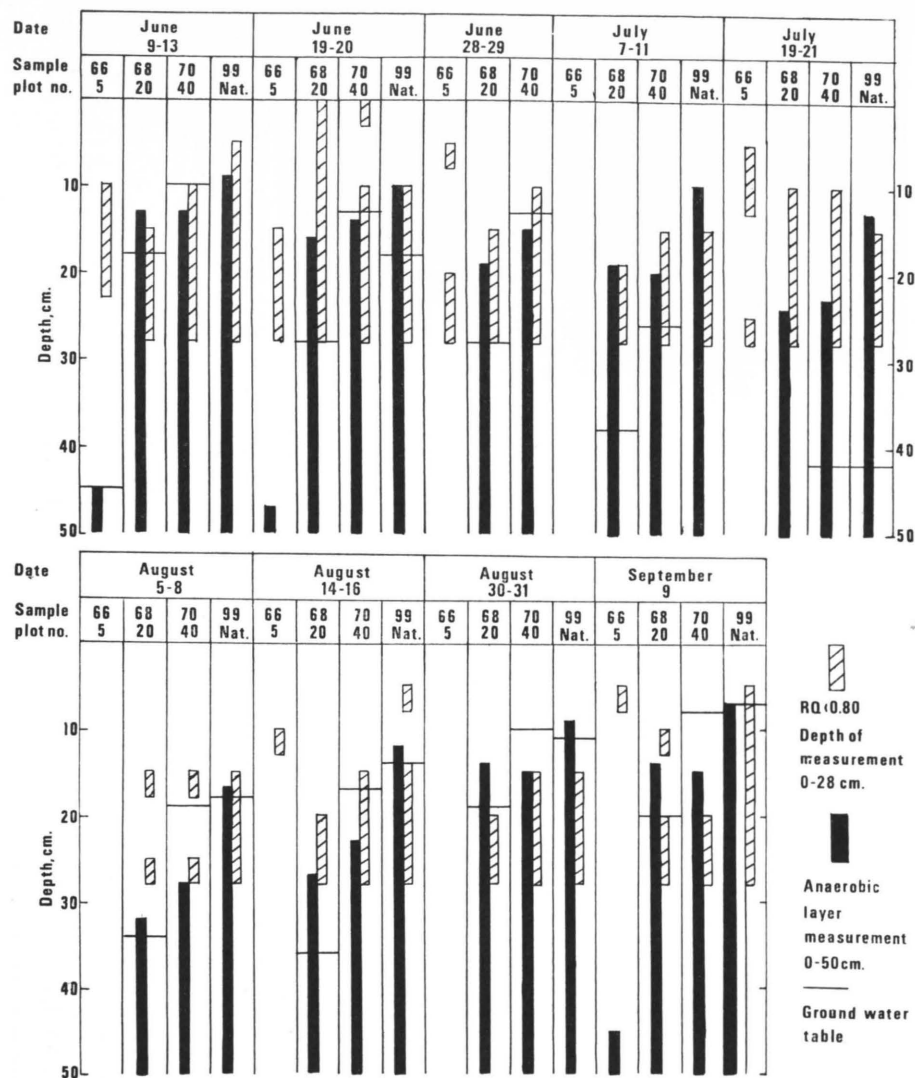 Date June 9-13 June 19-20 June 28-29 July 7-11 July 19-21
Sample plot no. 66 5 68 20 70 40 99 Nat. 66 5 68 20 70 40 99 Nat. 66 5 68 20 70 40 66 5 68 20 70 40 99 Nat. 66 5 68 20 70 40 99 Nat.
10 10
20 20
Depth, cm.
30 30
40 40
50 50
Date August 5-8 August 14-16 August 30-31 September 9
Sample plot no. 66 5 68 20 70 40 99 Nat. 66 5 68 20 70 40 99 Nat. 66 5 68 20 70 40 99 Nat. 66 5 68 20 70 40 99 Nat.
10
20
Depth, cm.
30
40
50
RQ<0.80
Depth of
measurement
0-28 cm.
Anaerobic
layer
measurement
0-50cm.
Ground water
table